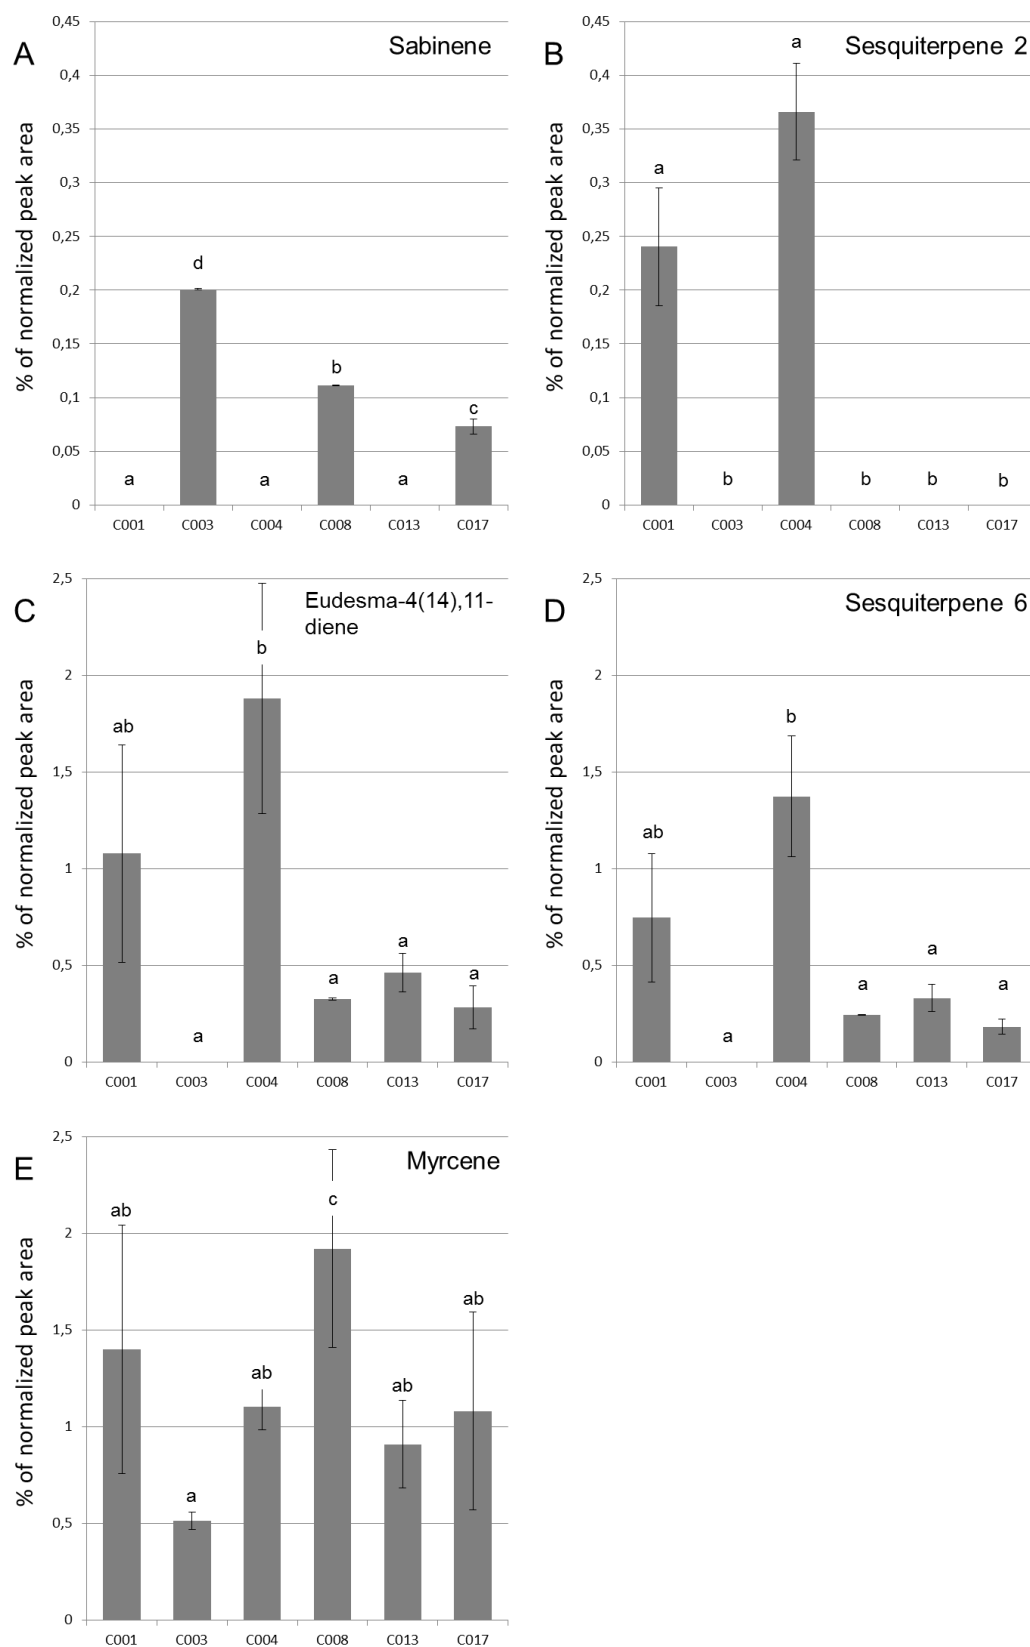 A
Sabinene
% of normalized peak area
0,45
0,4
0,35
0,3
0,25
0,2
0,15
0,1
0,05
0
a
d
a
b
a
c
C001 C003 C004 C008 C013 C017
B
Sesquiterpene 2
% of normalized peak area
0,45
0,4
0,35
0,3
0,25
0,2
0,15
0,1
0,05
0
a
b
a
b
b
b
C001 C003 C004 C008 C013 C017
C
Eudesma-4(14),11-
diene
% of normalized peak area
2,5
2
1,5
1
0,5
0
ab
a
b
a
a
a
C001 C003 C004 C008 C013 C017
D
Sesquiterpene 6
% of normalized peak area
2,5
2
1,5
1
0,5
0
ab
a
b
a
a
a
C001 C003 C004 C008 C013 C017
E
Myrcene
% of normalized peak area
2,5
2
1,5
1
0,5
0
ab
a
ab
c
ab
ab
C001 C003 C004 C008 C013 C017